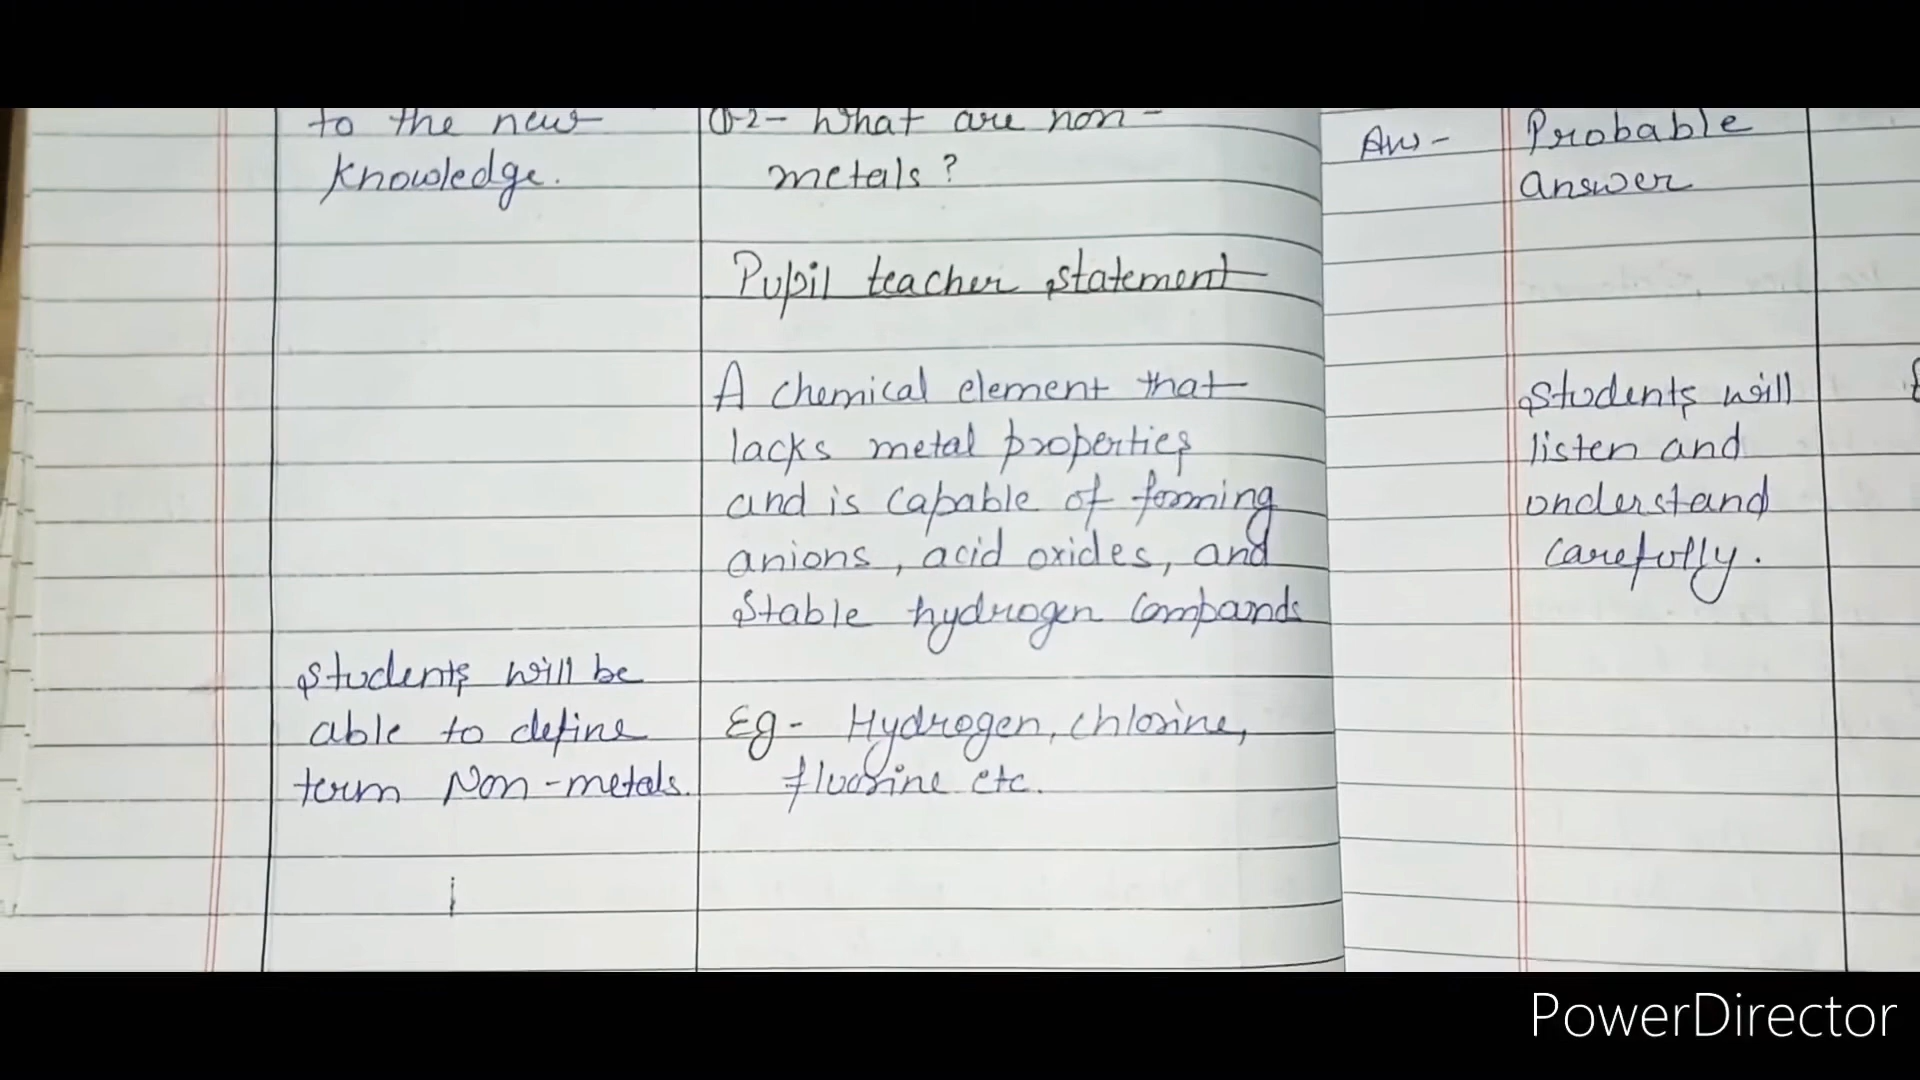 to the new
knowledge.
Q-2- What are non-
metals?
Pupil teacher statement
A chemical element that
lacks metal properties
and is capable of forming
anions, acid oxides, and
stable hydrogen compands
students will be
able to define
term Non-metals.
Eg- Hydrogen, chlorine,
fluorine etc.
Ans- Probable
answer
students will
listen and
understand
carefully.
PowerDirector